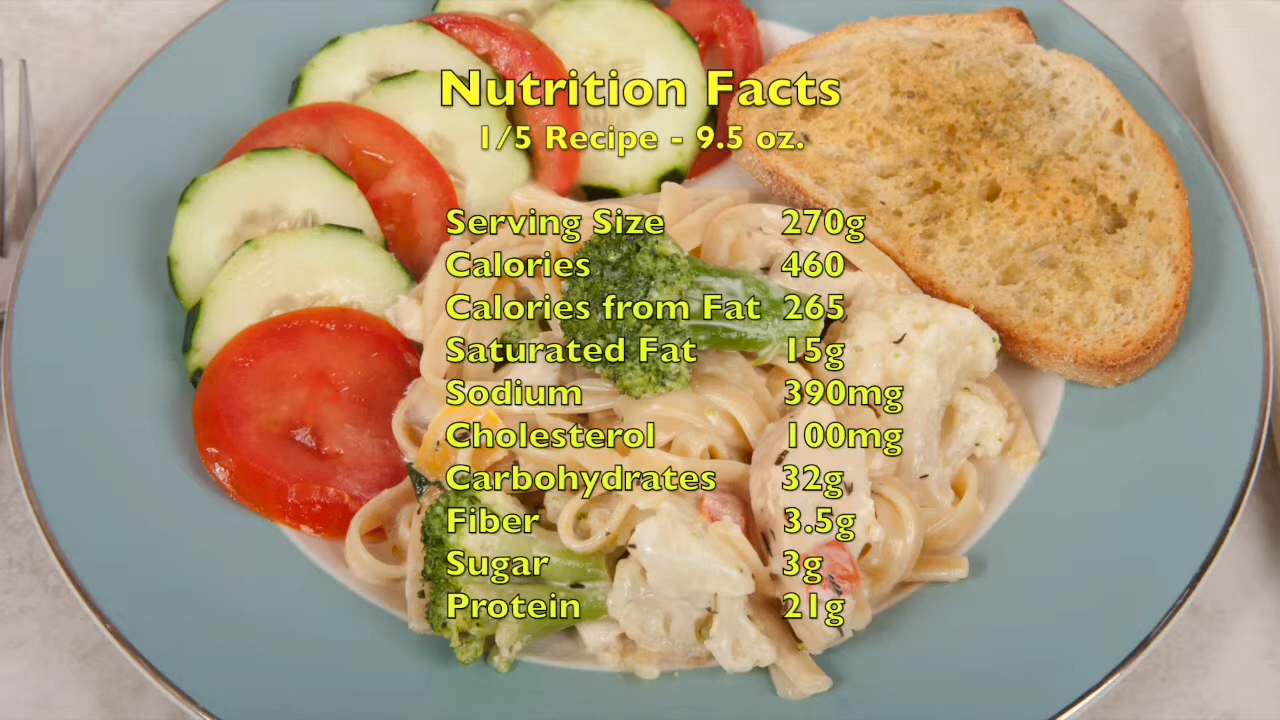 Nutrition Facts
1/5 Recipe - 9.5 oz.
Serving Size 270g
Calories 460
Calories from Fat 265
Saturated Fat 15g
Sodium 390mg
Cholesterol 100mg
Carbohydrates 32g
Fiber 3.5g
Sugar 3g
Protein 21g